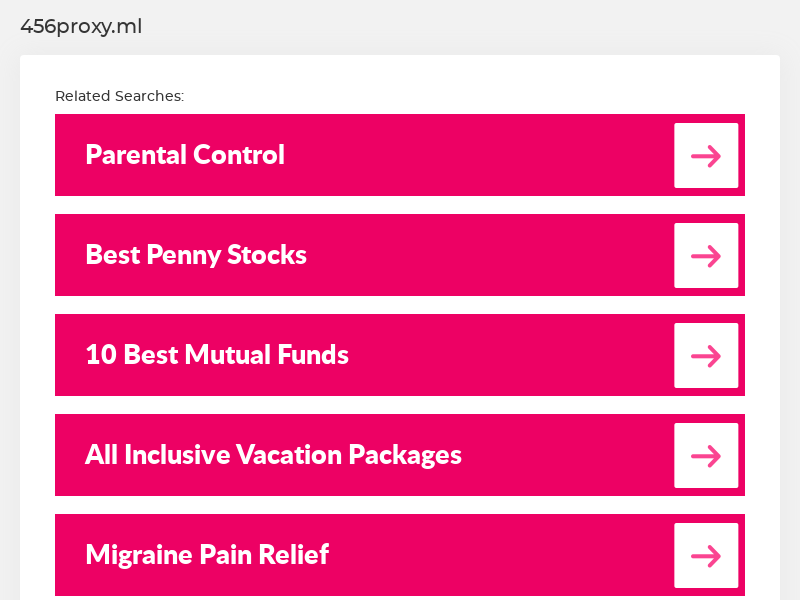 456proxy.ml
Related Searches:
Parental Control
Best Penny Stocks
10 Best Mutual Funds
All Inclusive Vacation Packages
Migraine Pain Relief